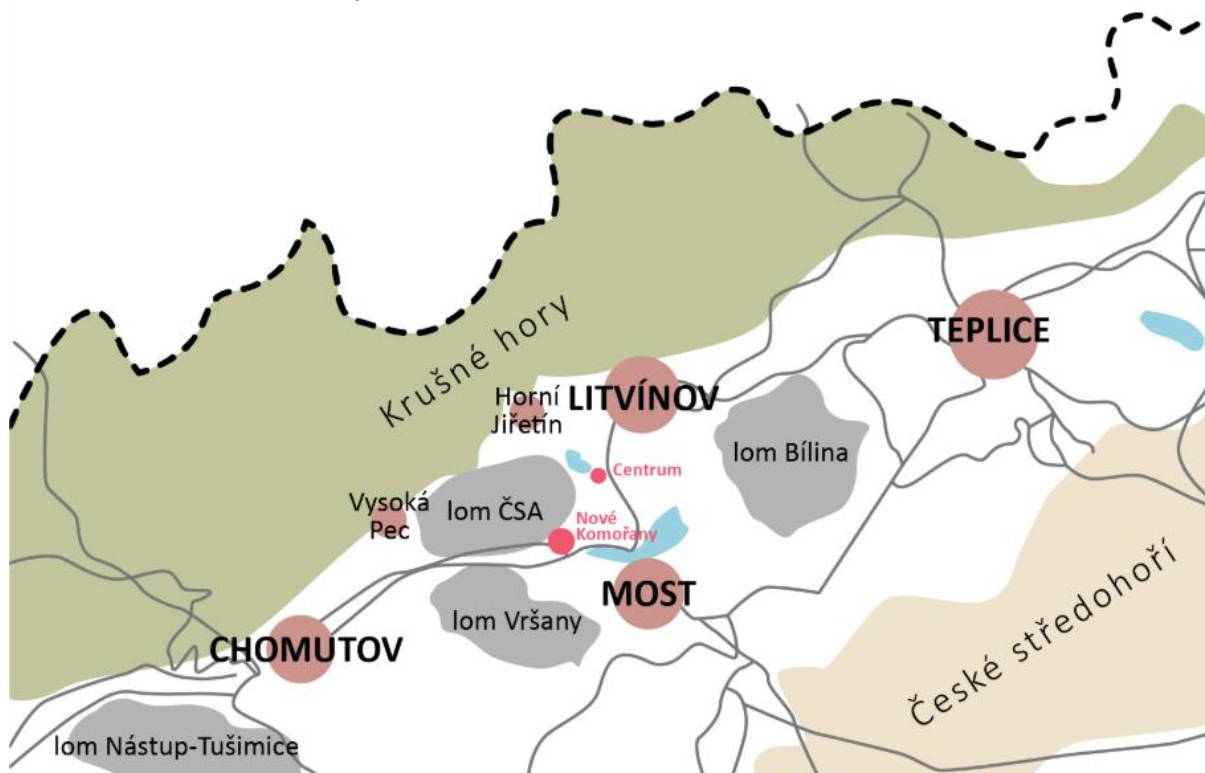 Krušné hory
TEPLICE
Horní
Jiřetín
LITVÍNOV
lom Bílina
Centrum
Vysoká
Pec
lom ČSA
Nové
Komořany
MOST
lom Vršany
CHOMUTOV
České středohoří
lom Nástup-Tušimice